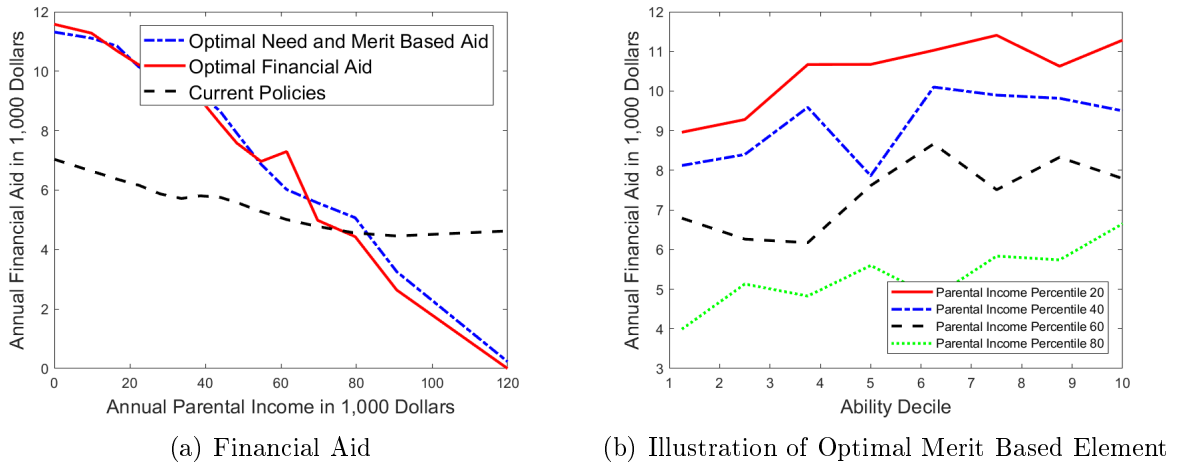 12
10
8
6
4
2
0
Annual Financial Aid in 1,000 Dollars
Optimal Need and Merit Based Aid
Optimal Financial Aid
Current Policies
0 20 40 60 80 100 120
Annual Parental Income in 1,000 Dollars
(a) Financial Aid
12
11
10
9
8
7
6
5
4
3
Annual Financial Aid in 1,000 Dollars
Parental Income Percentile 20
Parental Income Percentile 40
Parental Income Percentile 60
Parental Income Percentile 80
1 2 3 4 5 6 7 8 9 10
Ability Decile
(b) Illustration of Optimal Merit Based Element